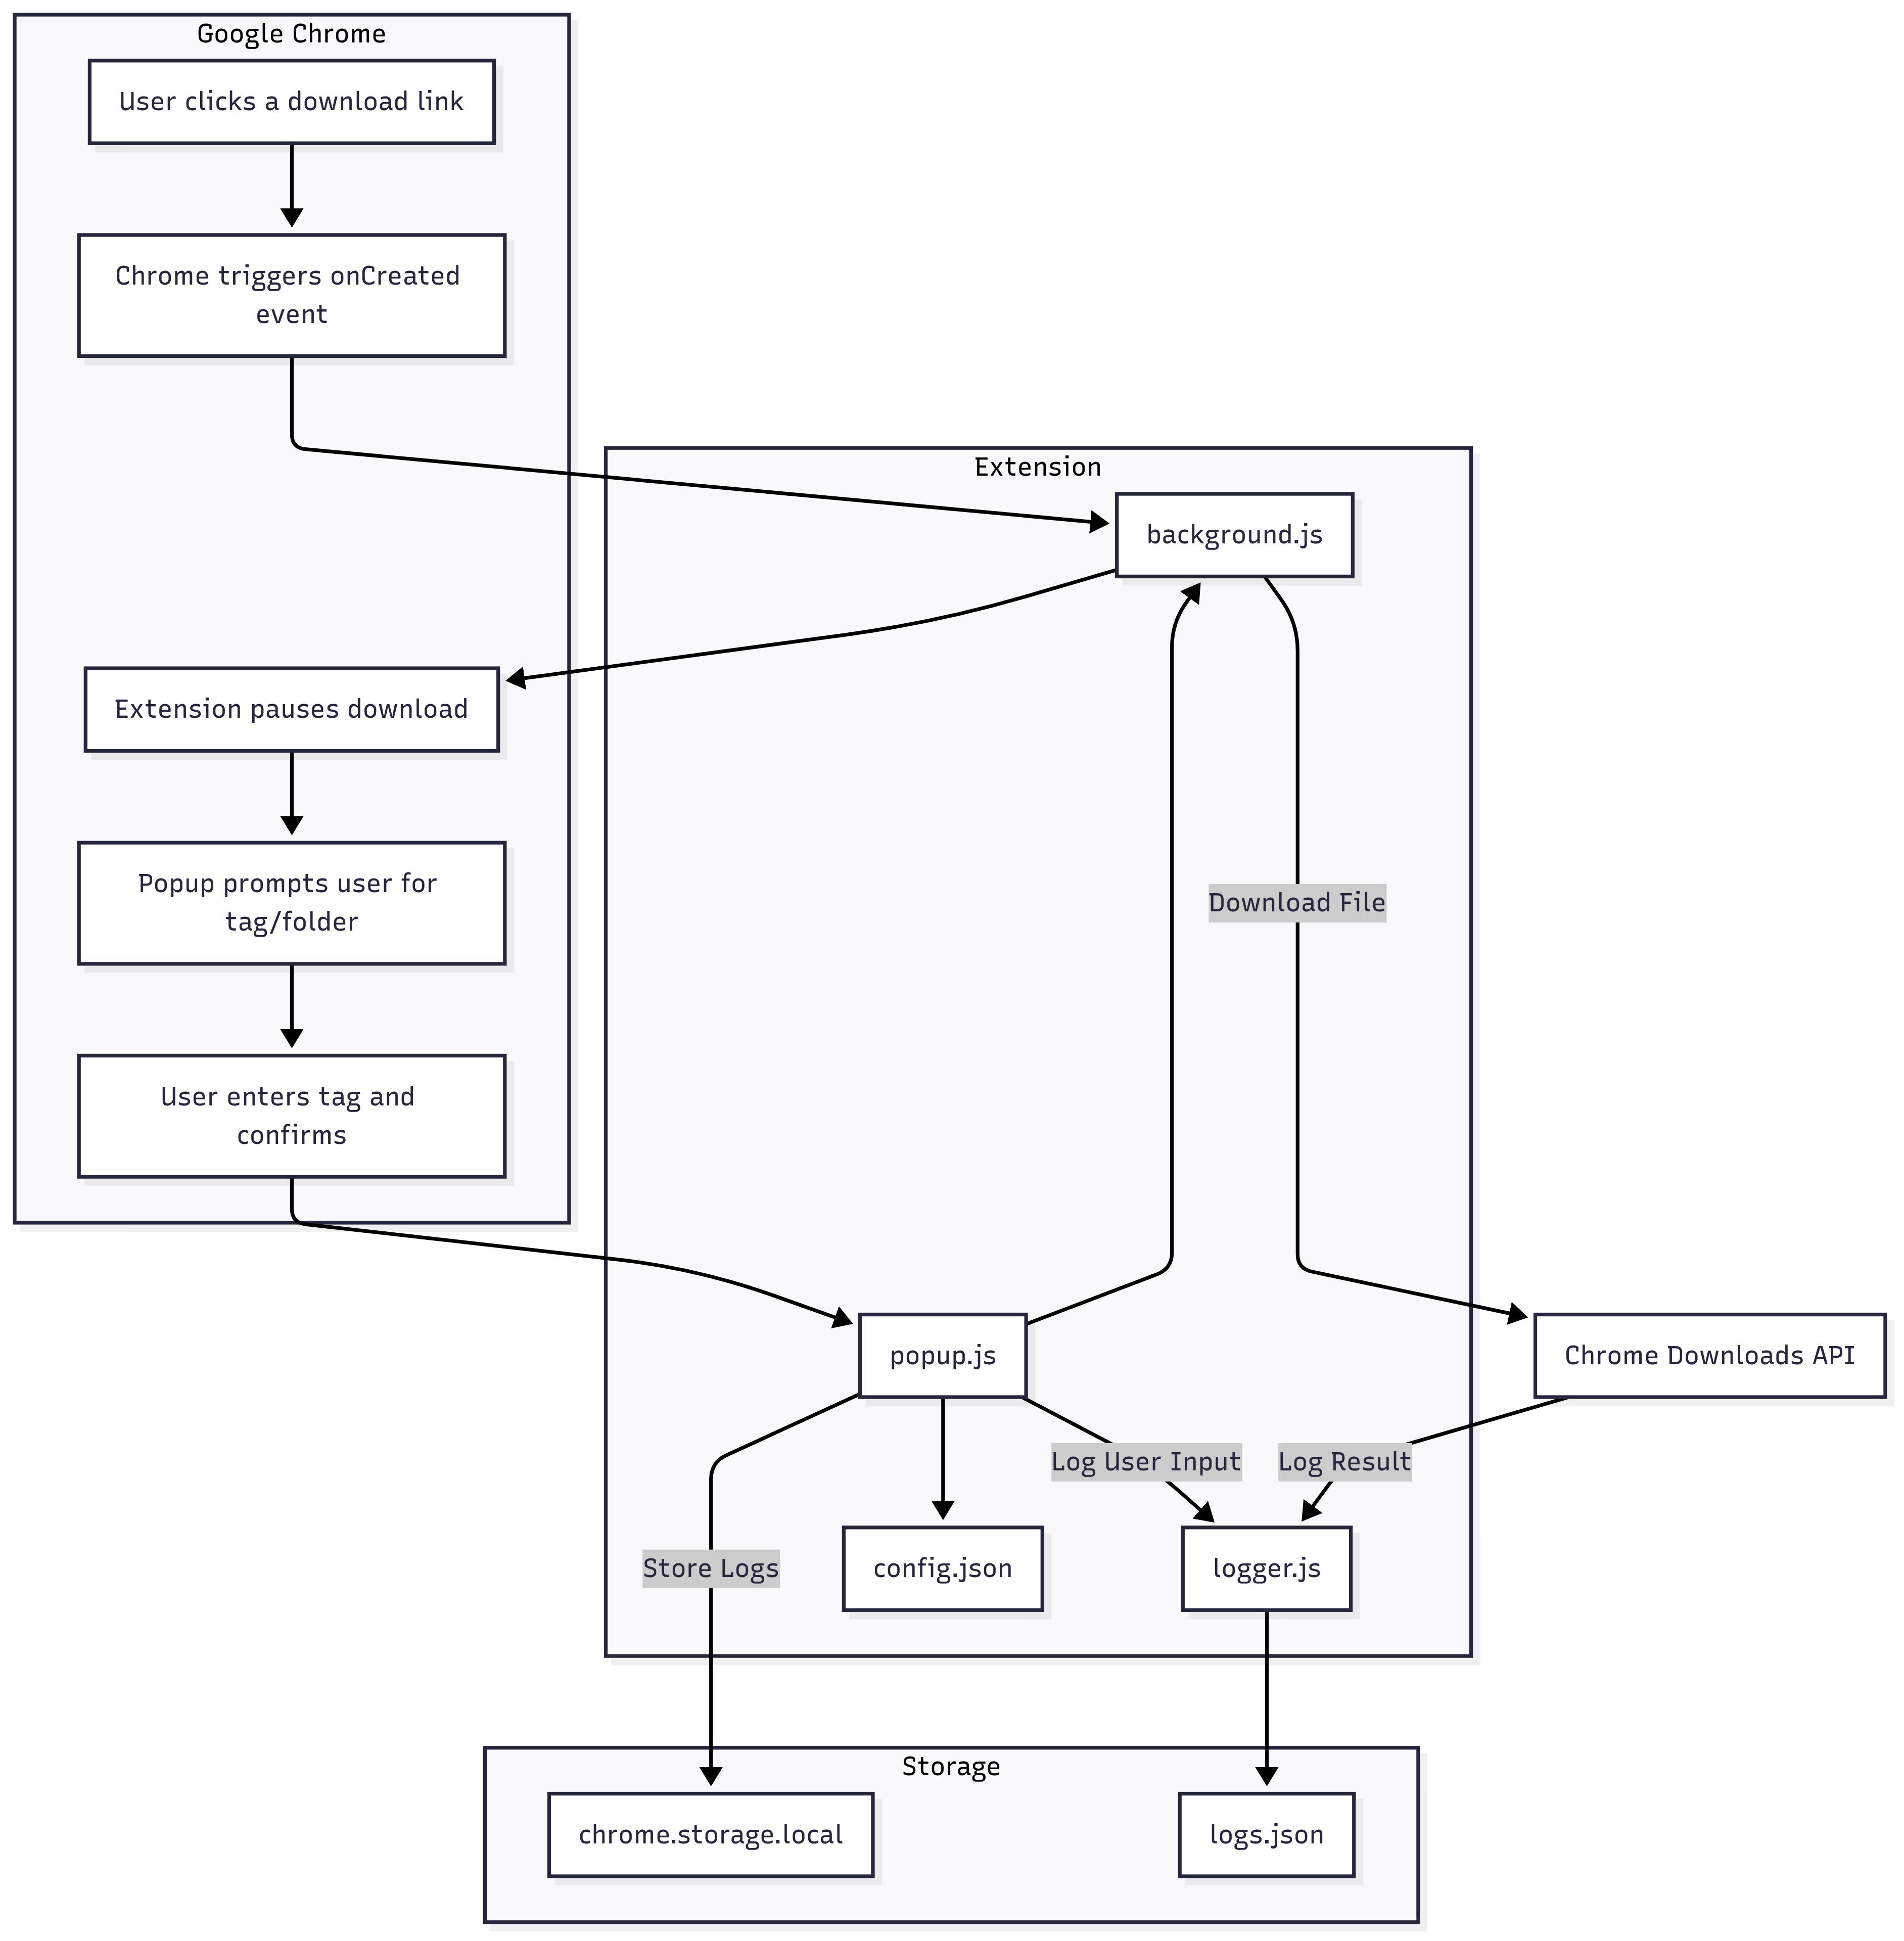 Google Chrome
User clicks a download link
Chrome triggers onCreated
event
Extension
background.js
Extension pauses download
Popup prompts user for
tag/folder
Download File
User enters tag and
confirms
popup.js
Chrome Downloads API
Log User Input
Log Result
Store Logs
config.json
logger.js
Storage
chrome.storage.local
logs.json